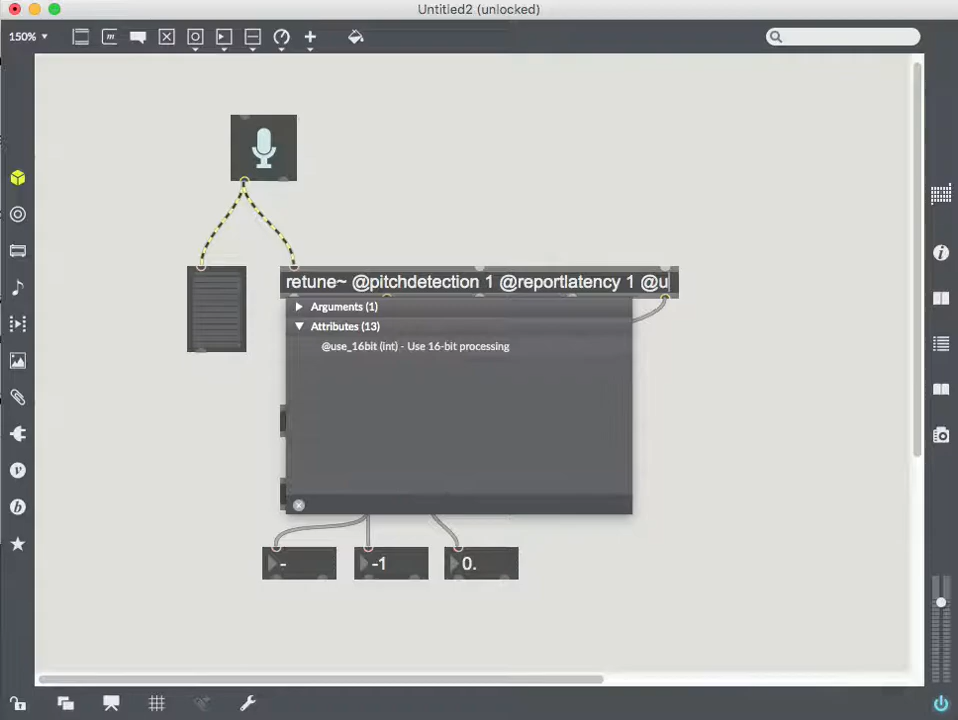 Untitled2 (unlocked)
150%
m
retune~ @pitchdetection 1 @reportlatency 1 @u
Arguments (1)
Attributes (13)
@use_16bit (int) - Use 16-bit processing
-
-1
0.
v
b